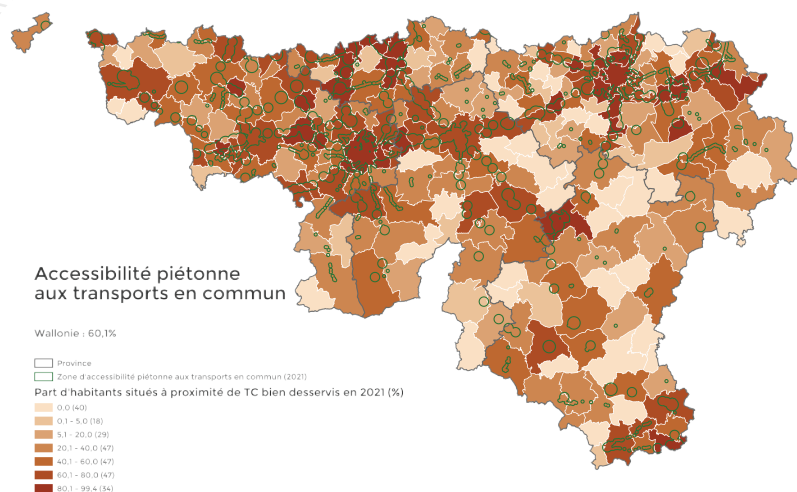 Accessibilité piétonne
aux transports en commun
Wallonie : 60,1%
Province
Zone d'accessibilité piétonne aux transports en commun (2021)
Part d'habitants situés à proximité de TC bien desservis en 2021 (%)
0,0 (40)
0,1 – 5,0 (18)
5,1 – 20,0 (29)
20,1 – 40,0 (47)
40,1 – 60,0 (47)
60,1 – 80,0 (47)
80,1 – 99,4 (34)